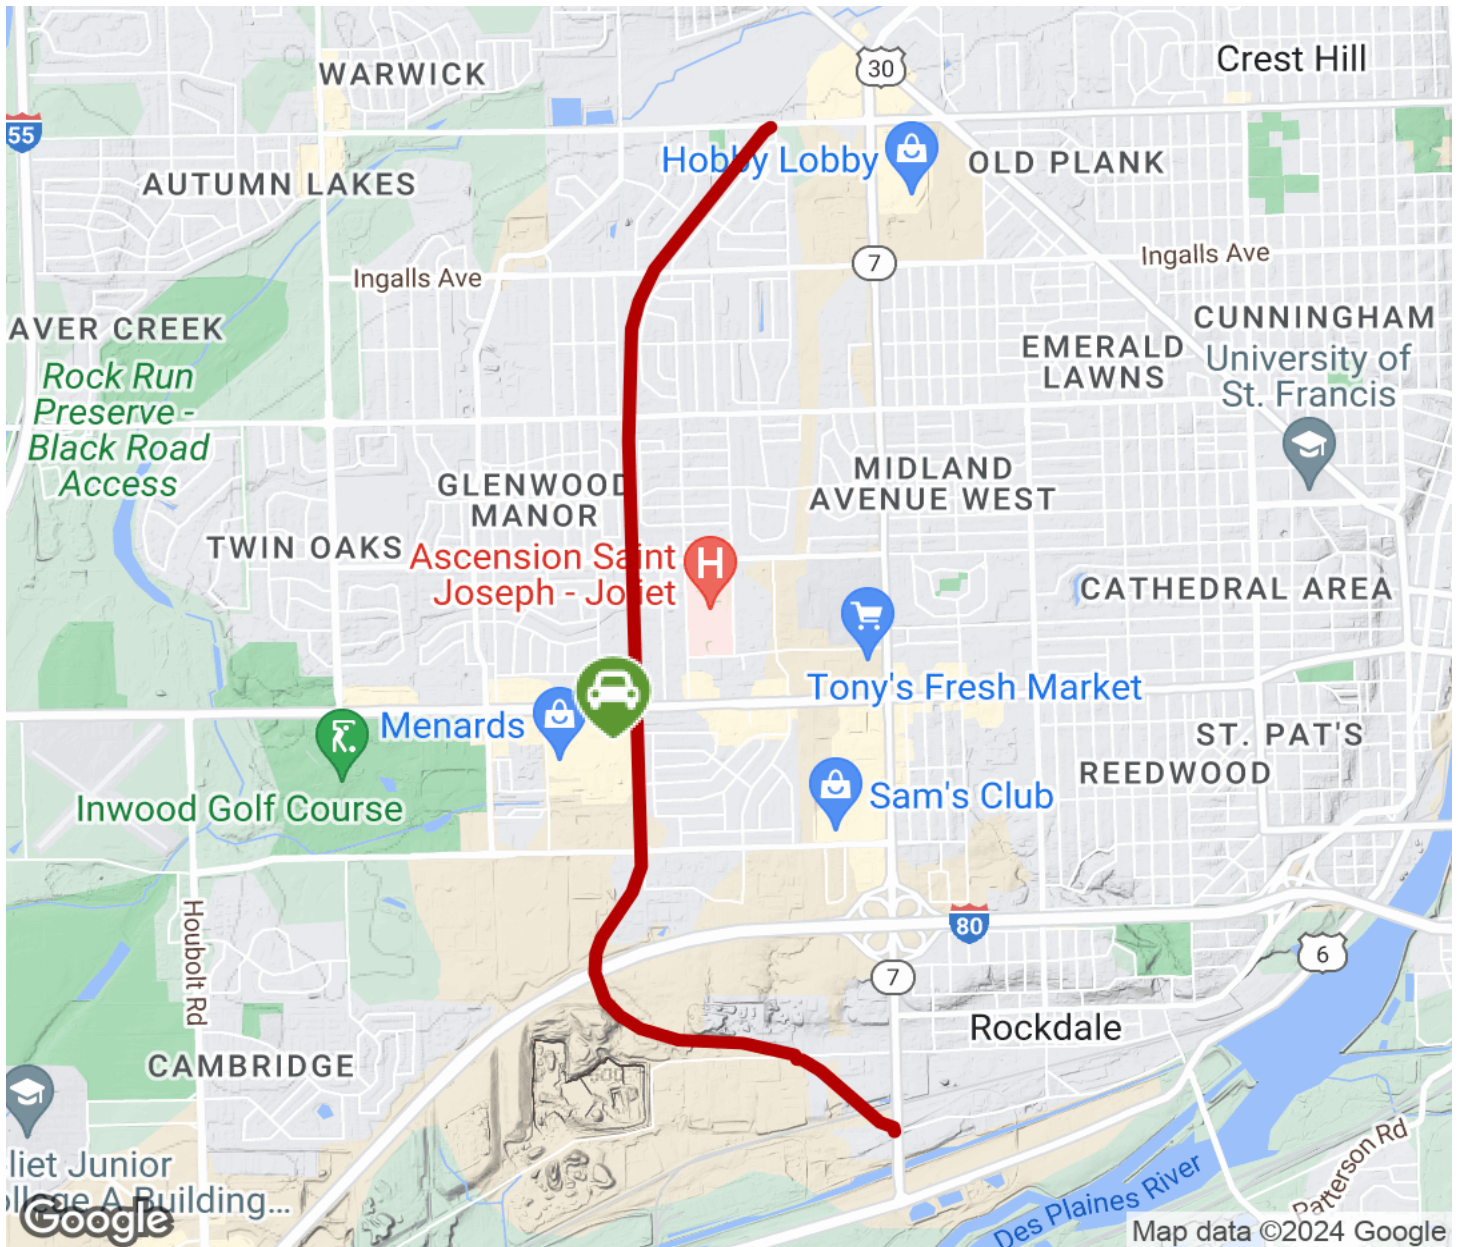 30
Crest Hill
WARWICK
55
Hobby Lobby
OLD PLANK
AUTUMN LAKES
Ingalls Ave
7
Ingalls Ave
AVER CREEK
CUNNINGHAM
EMERALD
LAWNS
University of
St. Francis
Rock Run
Preserve -
Black Road
Access
GLENWOOD
MANOR
MIDLAND
AVENUE WEST
TWIN OAKS
Ascension Saint
Joseph - Joliet
H
CATHEDRAL AREA
Tony's Fresh Market
Menards
ST. PAT'S
REEDWOOD
Inwood Golf Course
Sam's Club
Houbolt Rd
80
6
7
Rockdale
CAMBRIDGE
liet Junior
ollege A Building...
Patterson Rd
Des Plaines River
Google
Map data ©2024 Google